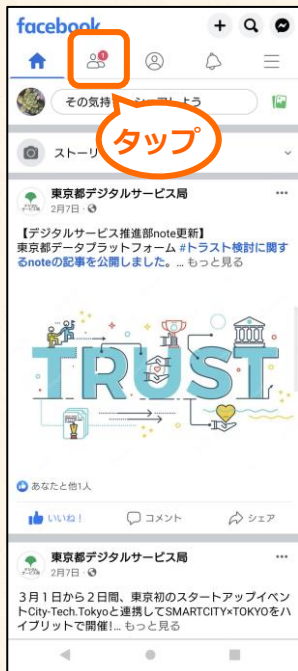 facebook
1
その気持
シェアしよう
タップ
ストーリ
東京都デジタルサービス局
2月7日
【デジタルサービス推進部note更新】
東京都データプラットフォーム #トラスト検討に関す
るnoteの記事を公開しました。... もっと見る
TRUST
あなたと他1人
いいね！
コメント
シェア
東京都デジタルサービス局
2月7日
３月１日から２日間、東京初のスタートアップイベン
トCity-Tech.Tokyoと連携してSMARTCITY×TOKYOをハ
イブリットで開催!... もっと見る